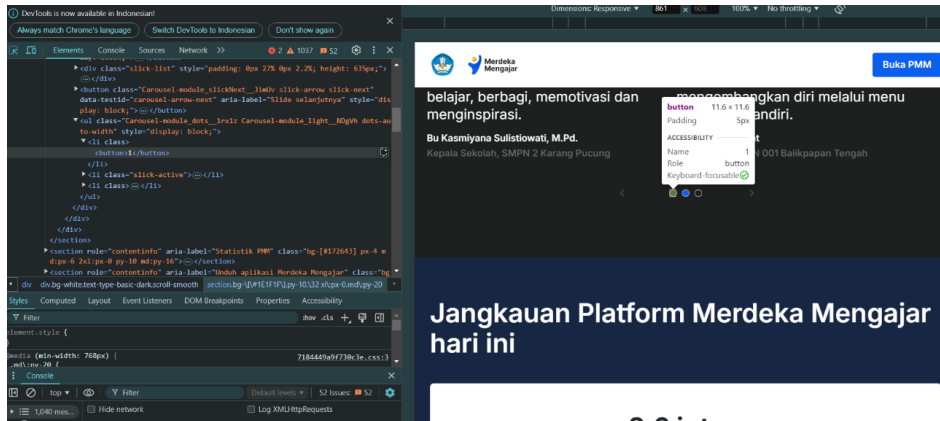 DevTools is now available in Indonesian!
Always match Chrome's language
Switch DevTools to Indonesian
Don't show again
Elements Console Sources Network >> 2 1037 52
<div class="slick-list" style="padding: 0px 27% 0px 2.2%; height: 635px;">
</div>
<button class="Carousel-module_slickNext__JimUv slick-arrow slick-next"
data-testid="carousel-arrow-next" aria-label="Slide selanjutnya" style="dis
play: block;"> </button>
<ul class="Carousel-module_dots__1rx1z Carousel-module_light__NDgVh dots-au
to-width" style="display: block;">
<li class>
<button>1</button>
</li>
<li class="slick-active"> </li>
<li class> </li>
</ul>
</div>
</div>
</div>
</section>
<section role="contentinfo" aria-label="Statistik PMM" class="bg-[#172643] px-4 m
d:px-6 2xl:px-0 py-10 md:py-16"> </section>
<section role="contentinfo" aria-label="Unduh aplikasi Merdeka Mengajar" class="bg
div div.bg-white.text-type-basic-dark.scroll-smooth section.bg-\[\#1E1F1F\].py-10.\32 xl\:px-0.md\:py-20
Styles Computed Layout Event Listeners DOM Breakpoints Properties Accessibility
Filter :hov .cls +
element.style {
}
@media (min-width: 768px) {
7184449a9f730c3e.css:3
.md\:py-20 {
Console
top Filter Default levels 52 Issues: 52
1,040 mes... Hide network Log XMLHttpRequests
Dimensions: Responsive 861 x 608 100% No throttling
Merdeka
Mengajar
Buka PMM
belajar, berbagi, memotivasi dan
menginspirasi.
Bu Kasmiyana Sulistiowati, M.Pd.
Kepala Sekolah, SMPN 2 Karang Pucung
mengembangkan diri melalui menu
andiri.
t
N 001 Balikpapan Tengah
button 11.6 × 11.6
Padding 5px
ACCESSIBILITY
Name 1
Role button
Keyboard-focusable
Jangkauan Platform Merdeka Mengajar
hari ini